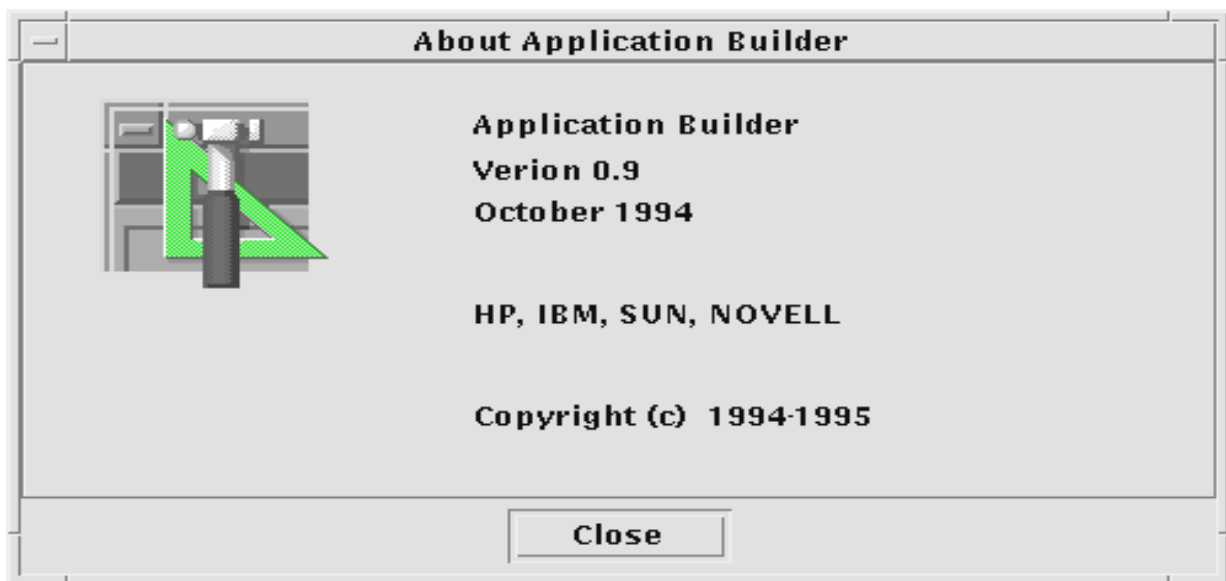 About Application Builder
Application Builder
Verion 0.9
October 1994
HP, IBM, SUN, NOVELL
Copyright (c) 1994-1995
Close